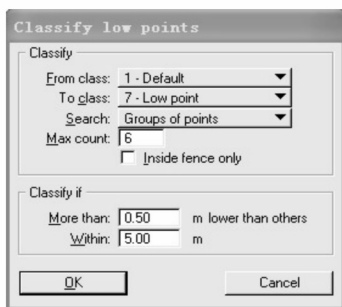 Classify low points
Classify
From class: 1 - Default
To class: 7 - Low point
Search: Groups of points
Max count: 6
Inside fence only
Classify if
More than: 0.50 m lower than others
Within: 5.00 m
OK Cancel